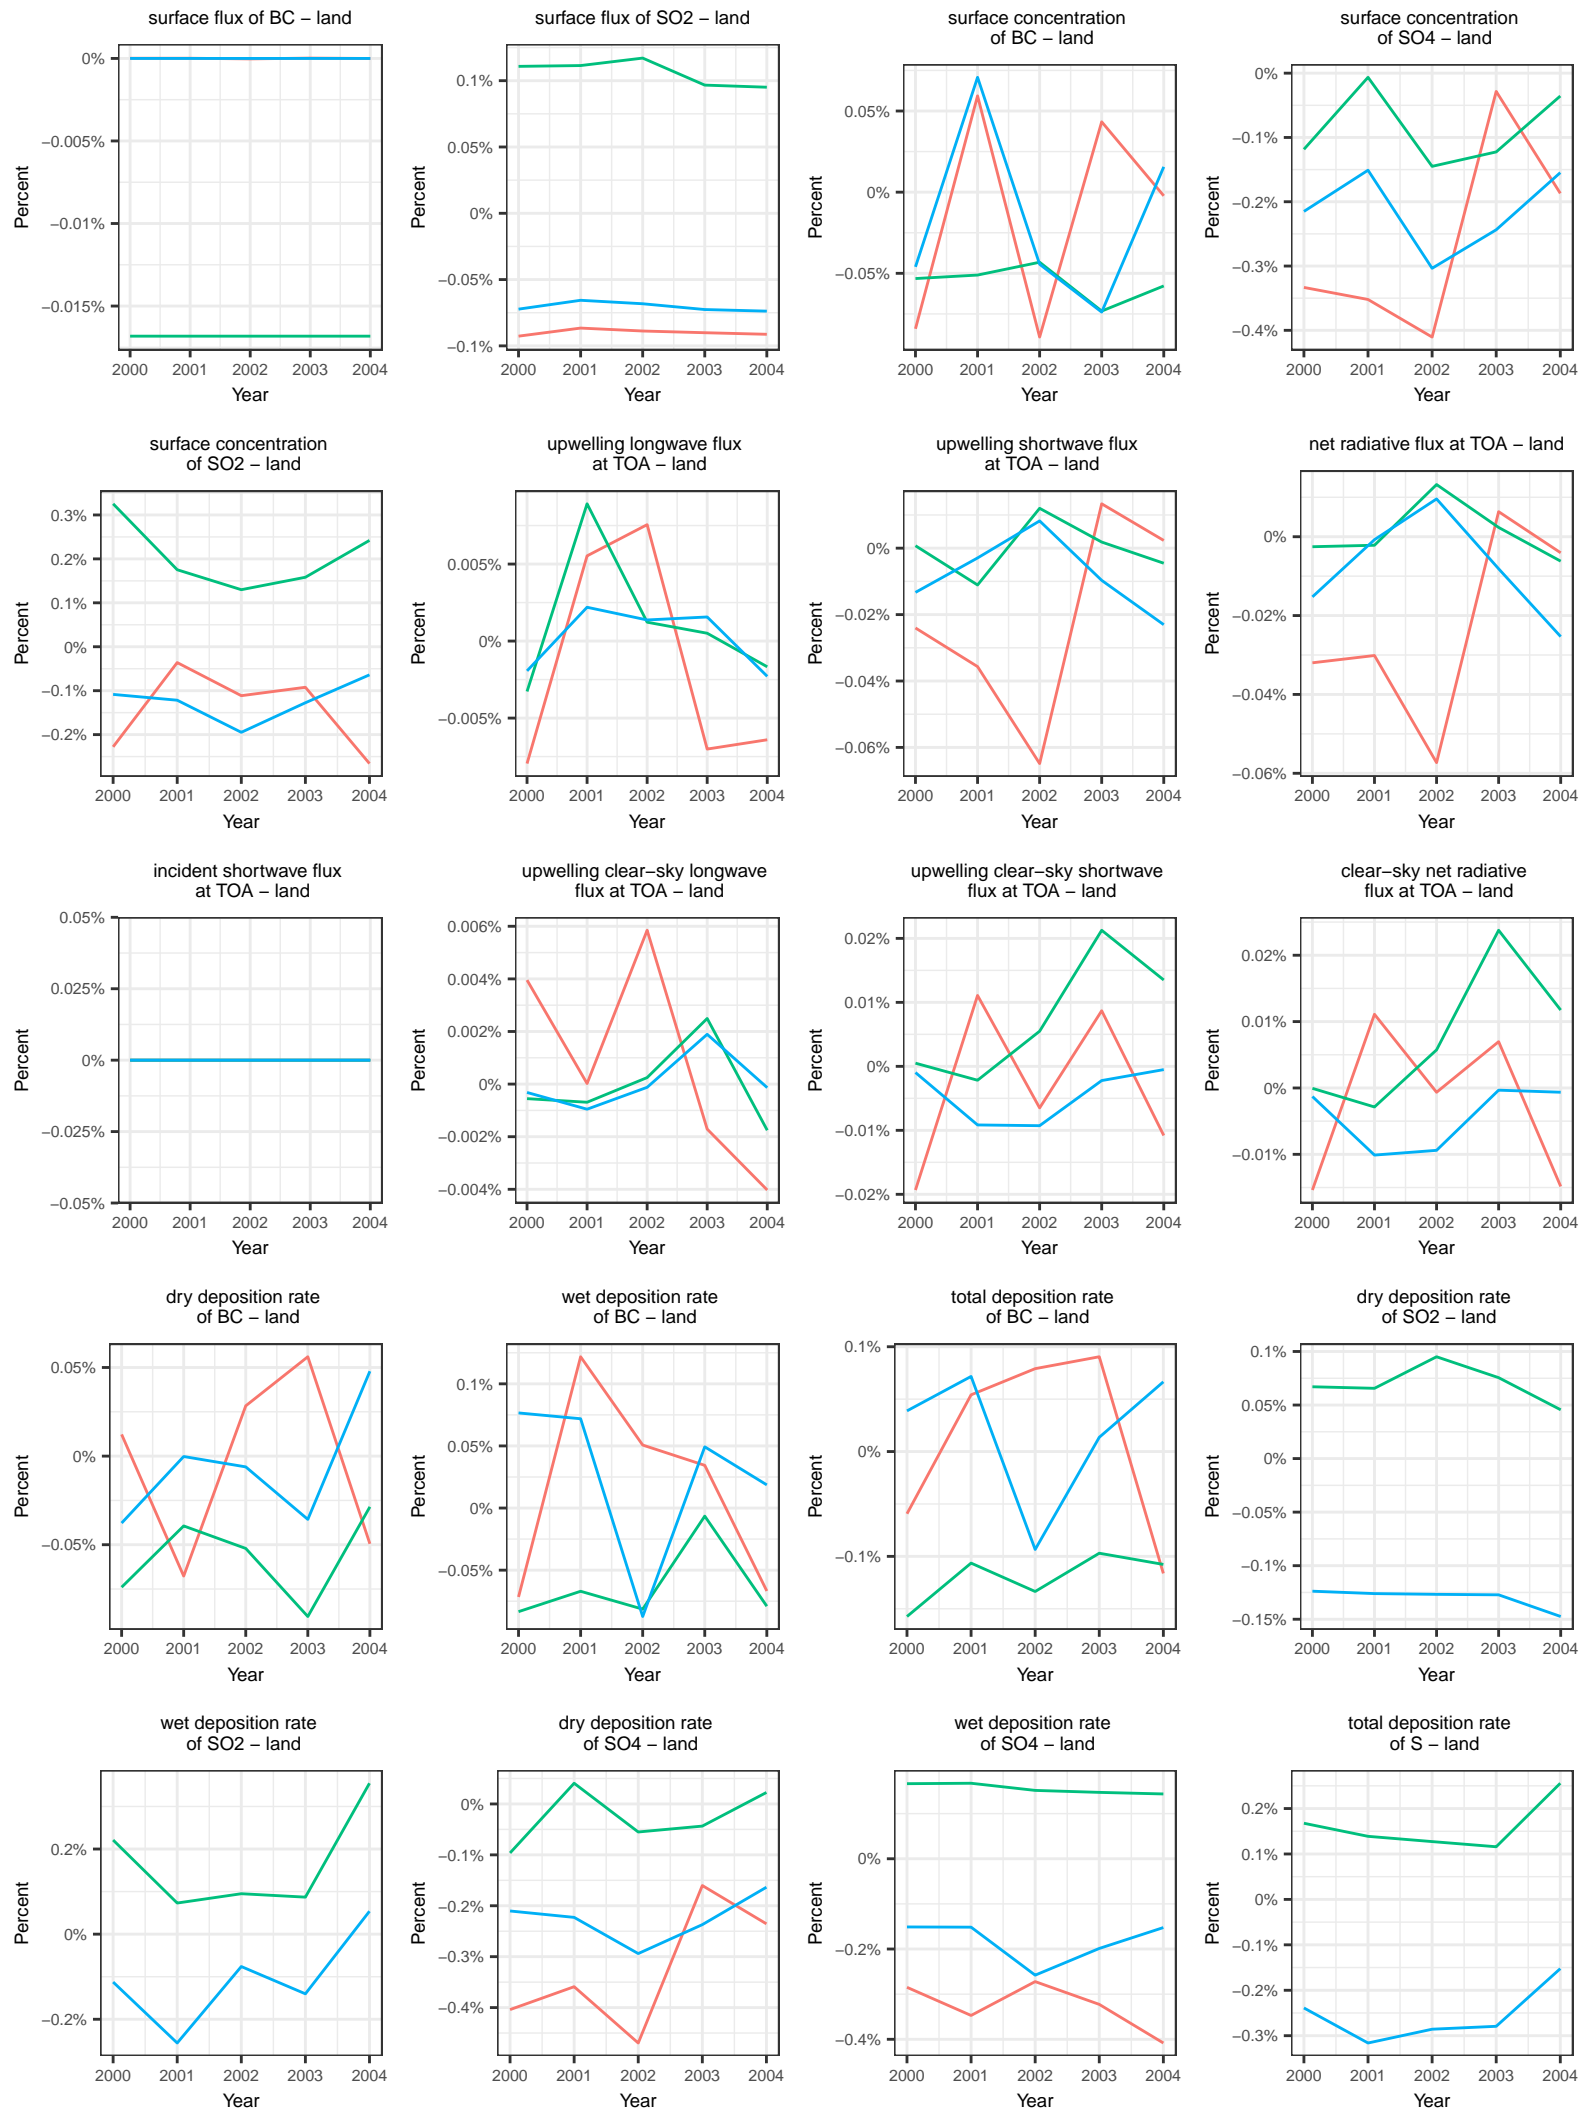 surface flux of BC − land
0%
−0.005%
−0.01%
−0.015%
Percent
2000 2001 2002 2003 2004
Year
surface flux of SO2 − land
0.1%
0.05%
0%
−0.05%
−0.1%
Percent
2000 2001 2002 2003 2004
Year
surface concentration
of BC − land
0.05%
0%
−0.05%
Percent
2000 2001 2002 2003 2004
Year
surface concentration
of SO4 − land
0%
−0.1%
−0.2%
−0.3%
−0.4%
Percent
2000 2001 2002 2003 2004
Year
surface concentration
of SO2 − land
0.3%
0.2%
0.1%
0%
−0.1%
−0.2%
Percent
2000 2001 2002 2003 2004
Year
upwelling longwave flux
at TOA − land
0.005%
0%
−0.005%
Percent
2000 2001 2002 2003 2004
Year
upwelling shortwave flux
at TOA − land
0%
−0.02%
−0.04%
−0.06%
Percent
2000 2001 2002 2003 2004
Year
net radiative flux at TOA − land
0%
−0.02%
−0.04%
−0.06%
Percent
2000 2001 2002 2003 2004
Year
incident shortwave flux
at TOA − land
0.05%
0.025%
0%
−0.025%
−0.05%
Percent
2000 2001 2002 2003 2004
Year
upwelling clear−sky longwave
flux at TOA − land
0.006%
0.004%
0.002%
0%
−0.002%
−0.004%
Percent
2000 2001 2002 2003 2004
Year
upwelling clear−sky shortwave
flux at TOA − land
0.02%
0.01%
0%
−0.01%
−0.02%
Percent
2000 2001 2002 2003 2004
Year
clear−sky net radiative
flux at TOA − land
0.02%
0.01%
0%
−0.01%
Percent
2000 2001 2002 2003 2004
Year
dry deposition rate
of BC − land
0.05%
0%
−0.05%
Percent
2000 2001 2002 2003 2004
Year
wet deposition rate
of BC − land
0.1%
0.05%
0%
−0.05%
Percent
2000 2001 2002 2003 2004
Year
total deposition rate
of BC − land
0.1%
0%
−0.1%
Percent
2000 2001 2002 2003 2004
Year
dry deposition rate
of SO2 − land
0.1%
0.05%
0%
−0.05%
−0.1%
−0.15%
Percent
2000 2001 2002 2003 2004
Year
wet deposition rate
of SO2 − land
0.2%
0%
−0.2%
Percent
2000 2001 2002 2003 2004
Year
dry deposition rate
of SO4 − land
0%
−0.1%
−0.2%
−0.3%
−0.4%
Percent
2000 2001 2002 2003 2004
Year
wet deposition rate
of SO4 − land
0%
−0.2%
−0.4%
Percent
2000 2001 2002 2003 2004
Year
total deposition rate
of S − land
0.2%
0.1%
0%
−0.1%
−0.2%
−0.3%
Percent
2000 2001 2002 2003 2004
Year